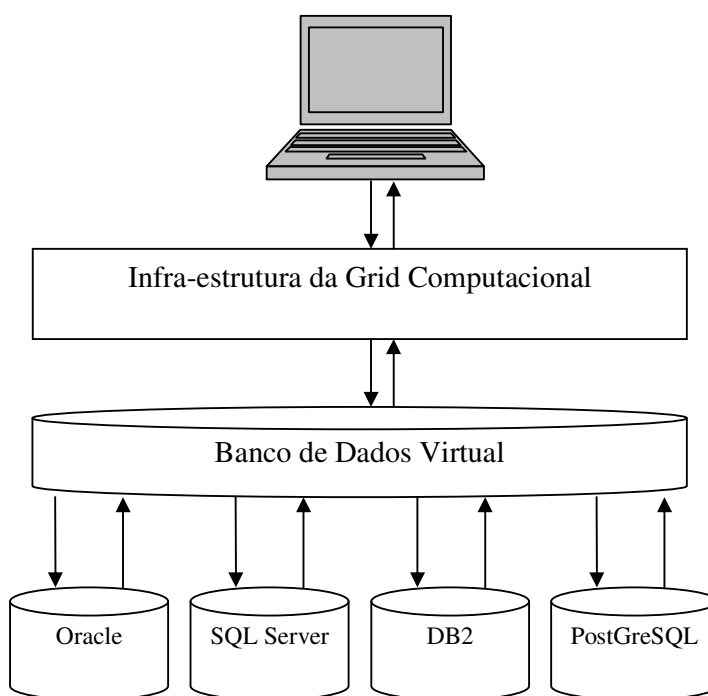 Infra-estrutura da Grid Computacional
Banco de Dados Virtual
Oracle
SQL Server
DB2
PostGreSQL